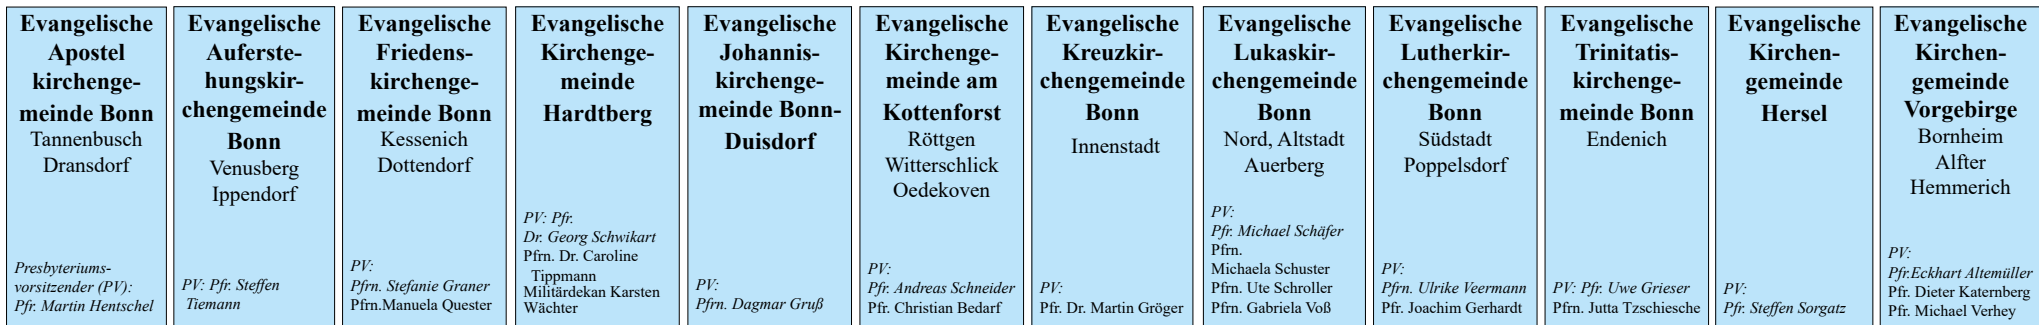 Evangelische
Apostel
kirchenge-
meinde Bonn
Tannenbusch
Dransdorf
Presbyteriums-
vorsitzender (PV):
Pfr. Martin Hentschel
Evangelische
Auferste-
hungskir-
chengemeinde
Bonn
Venusberg
Ippendorf
PV: Pfr. Steffen
Tiemann
Evangelische
Friedens-
kirchenge-
meinde Bonn
Kessenich
Dottendorf
PV:
Pfrn. Stefanie Graner
Pfrn.Manuela Quester
Evangelische
Kirchenge-
meinde
Hardtberg
PV: Pfr.
Dr. Georg Schwikart
Pfrn. Dr. Caroline
Tippmann
Militärdekan Karsten
Wächter
Evangelische
Johannis-
kirchenge-
meinde Bonn-
Duisdorf
PV:
Pfrn. Dagmar Gruß
Evangelische
Kirchenge-
meinde am
Kottenforst
Röttgen
Witterschlick
Oedekoven
PV:
Pfr. Andreas Schneider
Pfr. Christian Bedarf
Evangelische
Kreuzkir-
chengemeinde
Bonn
Innenstadt
PV:
Pfr. Dr. Martin Gröger
Evangelische
Lukaskir-
chengemeinde
Bonn
Nord, Altstadt
Auerberg
PV:
Pfr. Michael Schäfer
Pfrn.
Michaela Schuster
Pfrn. Ute Schroller
Pfrn. Gabriela Voß
Evangelische
Lutherkir-
chengemeinde
Bonn
Südstadt
Poppelsdorf
PV:
Pfrn. Ulrike Veermann
Pfr. Joachim Gerhardt
Evangelische
Trinitatis-
kirchenge-
meinde Bonn
Endenich
PV: Pfr. Uwe Grieser
Pfrn. Jutta Tzschiesche
Evangelische
Kirchen-
gemeinde
Hersel
PV:
Pfr. Steffen Sorgatz
Evangelische
Kirchen-
gemeinde
Vorgebirge
Bornheim
Alfter
Hemmerich
PV:
Pfr.Eckhart Altemüller
Pfr. Dieter Katernberg
Pfr. Michael Verhey